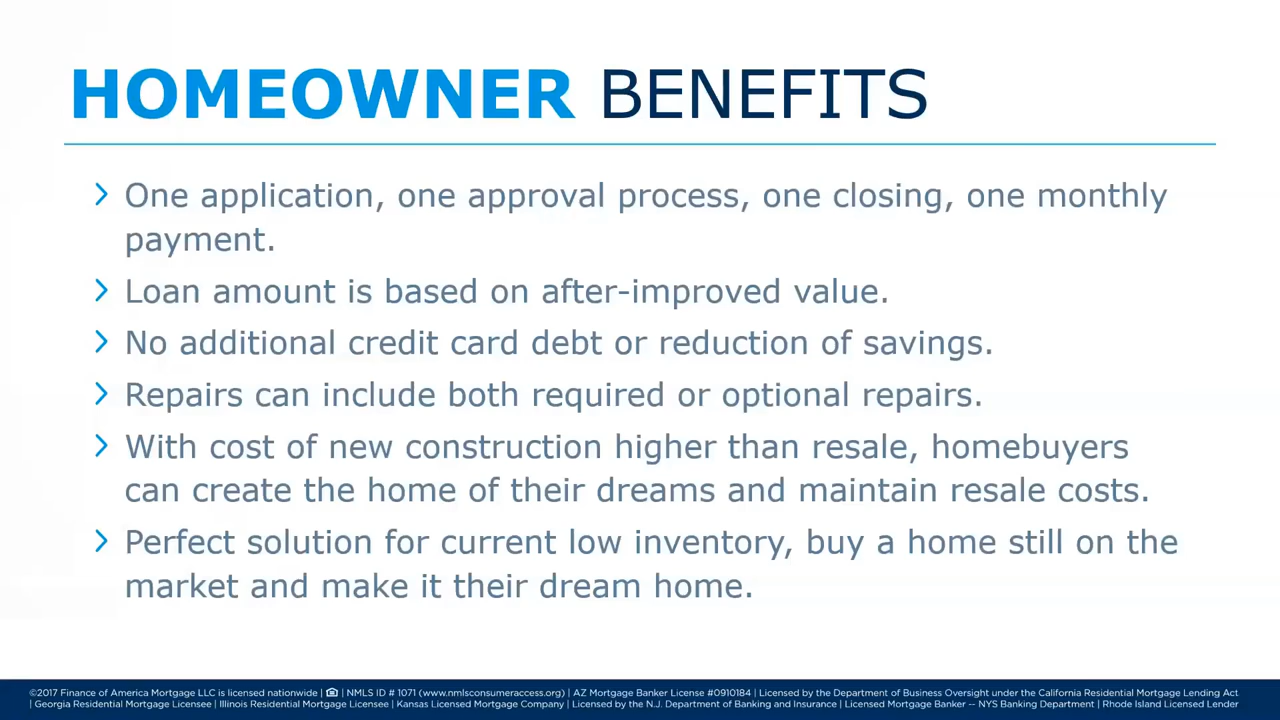 HOMEOWNER BENEFITS
One application, one approval process, one closing, one monthly
payment.
Loan amount is based on after-improved value.
No additional credit card debt or reduction of savings.
Repairs can include both required or optional repairs.
With cost of new construction higher than resale, homebuyers
can create the home of their dreams and maintain resale costs.
Perfect solution for current low inventory, buy a home still on the
market and make it their dream home.
©2017 Finance of America Mortgage LLC is licensed nationwide | | NMLS ID # 1071 (www.nmlsconsumeraccess.org) | AZ Mortgage Banker License #0910184 | Licensed by the Department of Business Oversight under the California Residential Mortgage Lending Act
| Georgia Residential Mortgage Licensee | Illinois Residential Mortgage Licensee | Kansas Licensed Mortgage Company | Licensed by the N.J. Department of Banking and Insurance | Licensed Mortgage Banker -- NYS Banking Department | Rhode Island Licensed Lender